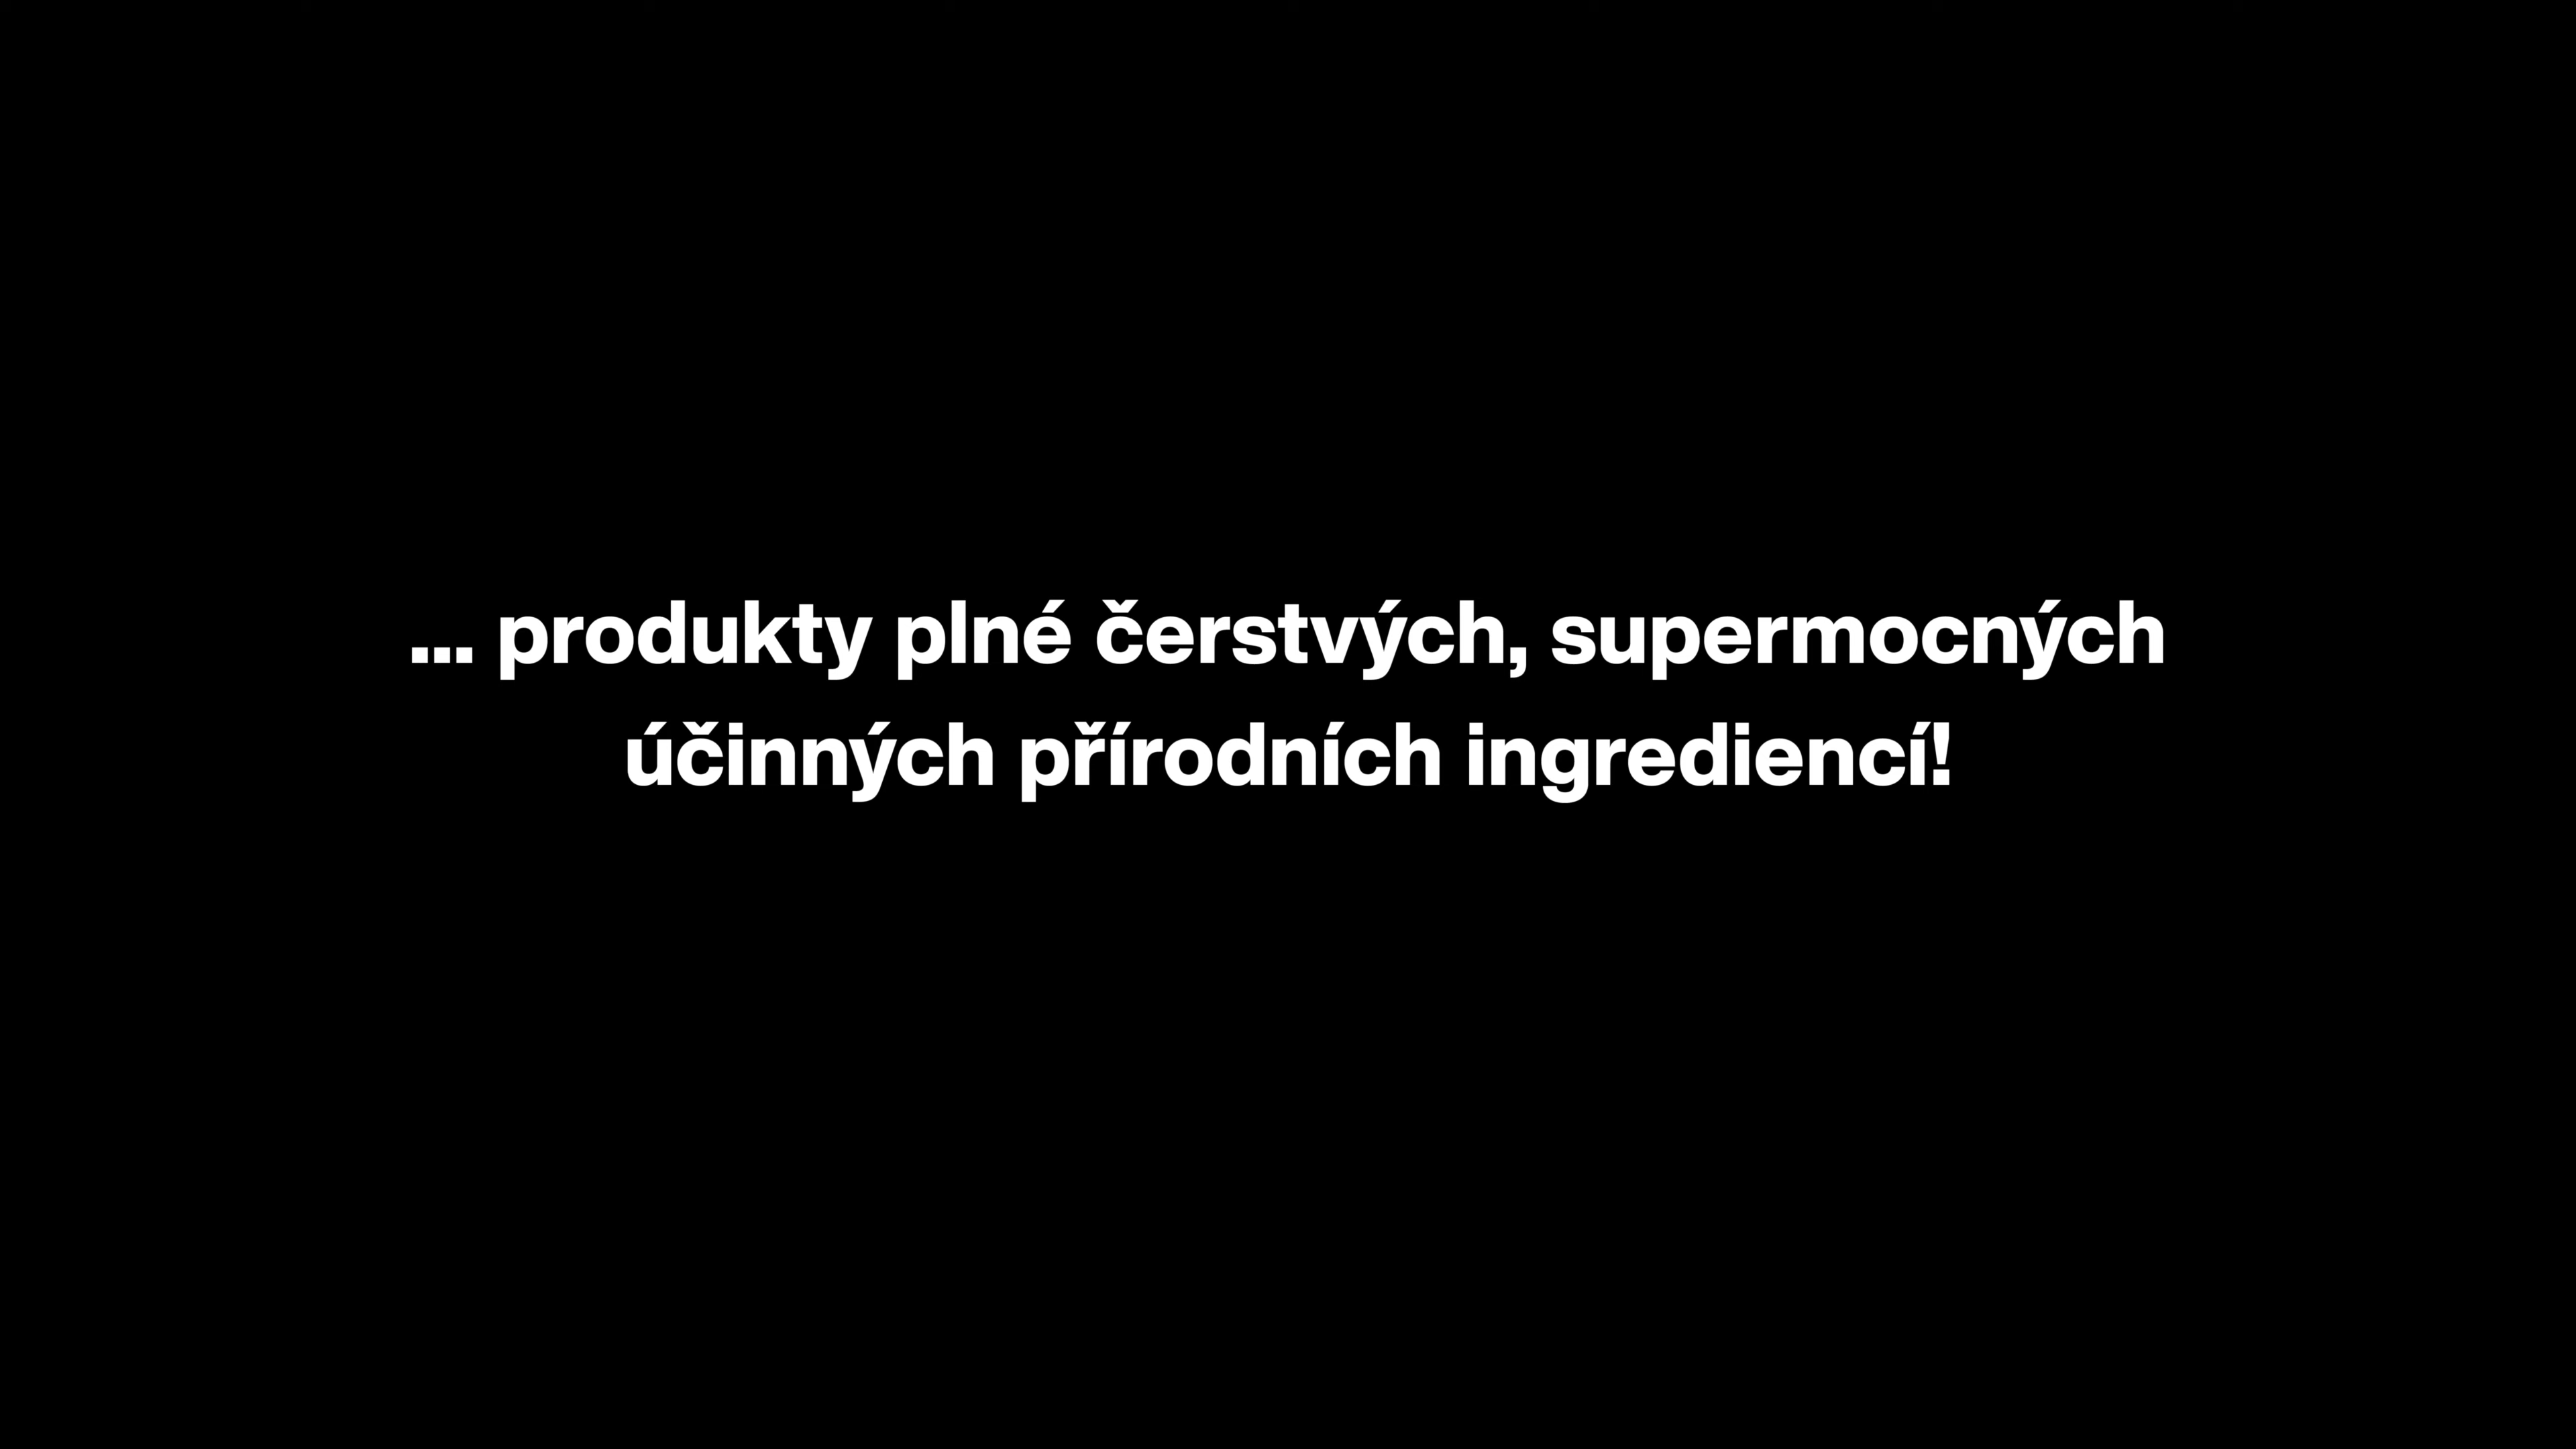 ... produkty plné čerstvých, supermocných
účinných přírodních ingrediencí!